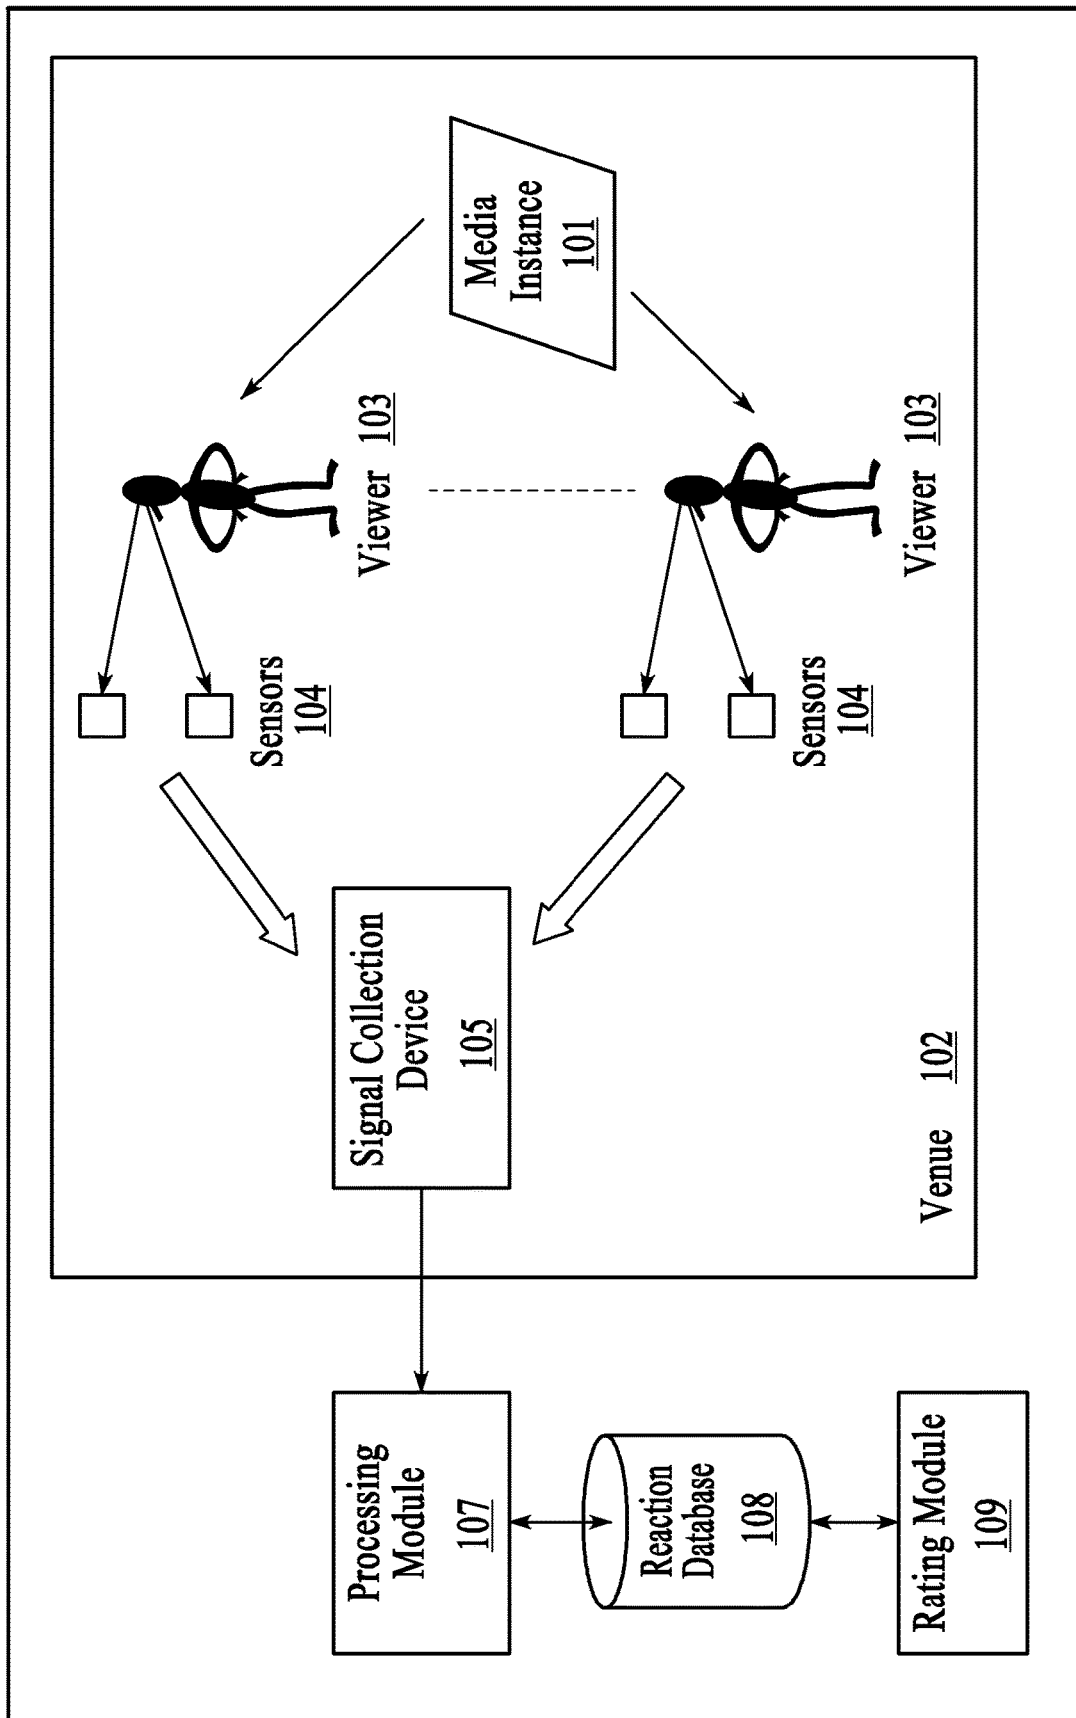 Processing
Module
107
Reaction
Database
108
Rating Module
109
Signal Collection
Device
105
Venue 102
Sensors
104
Sensors
104
Viewer 103
Viewer 103
Media
Instance
101